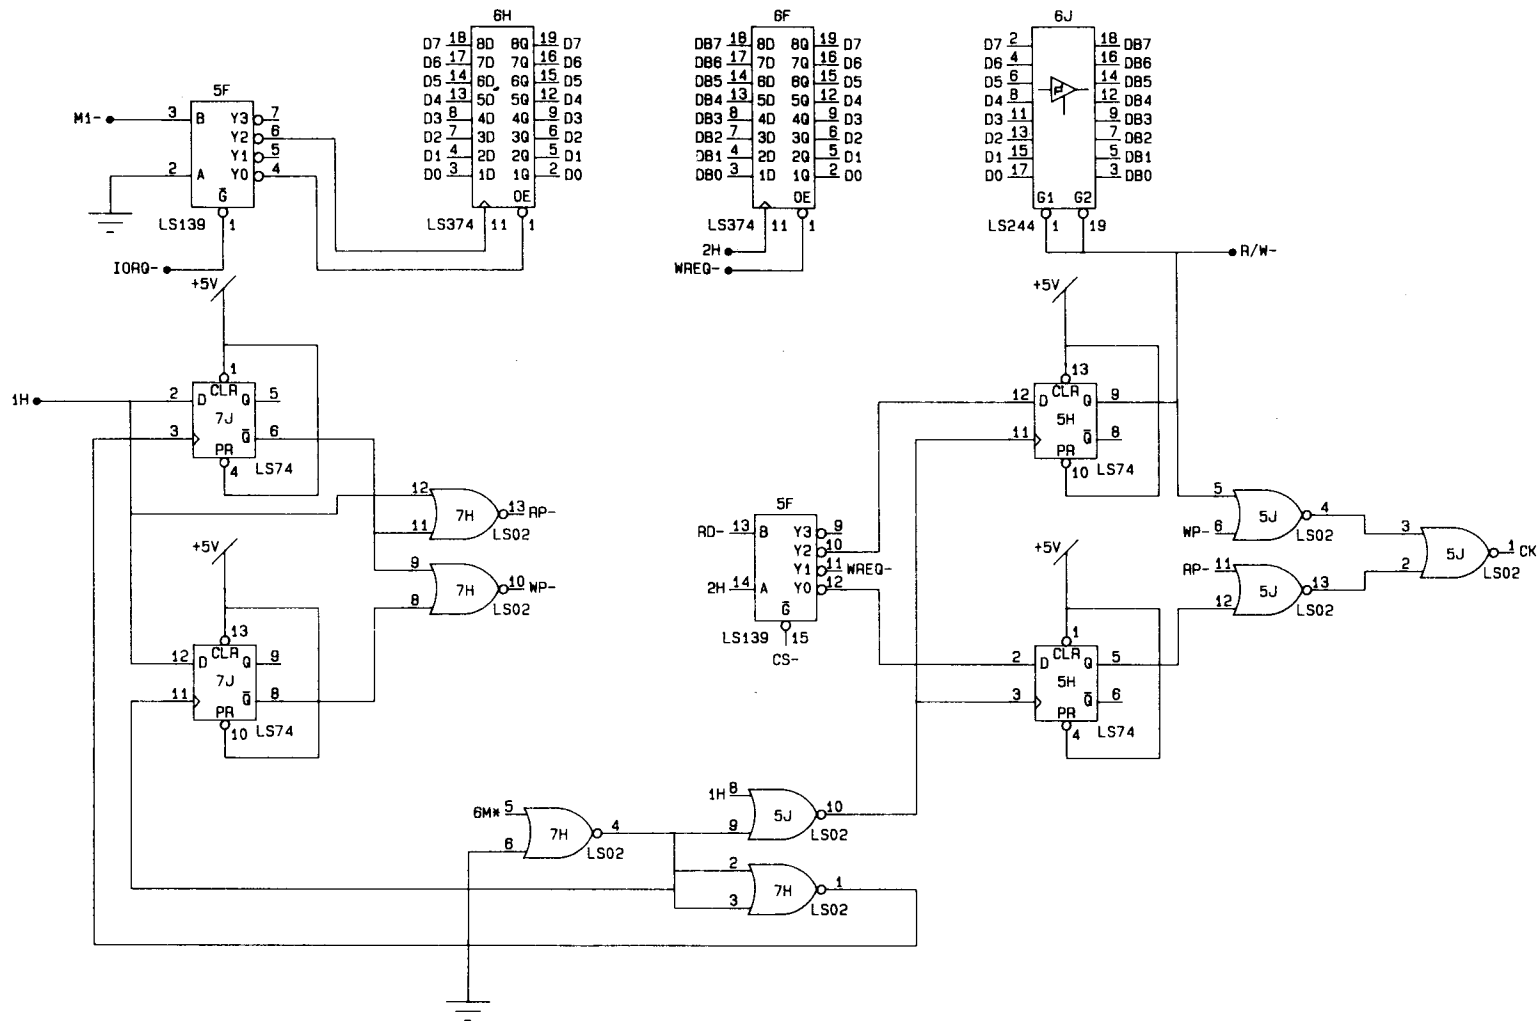 6H
D7 18 8D 8Q 19 D7
D6 17 7D 7Q 16 D6
D5 14 6D 6Q 15 D5
D4 13 5D 5Q 12 D4
D3 8 4D 4Q 9 D3
D2 7 3D 3Q 6 D2
D1 4 2D 2Q 5 D1
D0 3 1D 1Q 2 D0
OE
LS374 11 1
6F
DB7 18 8D 8Q 19 D7
DB6 17 7D 7Q 16 D6
DB5 14 6D 6Q 15 D5
DB4 13 5D 5Q 12 D4
DB3 8 4D 4Q 9 D3
DB2 7 3D 3Q 6 D2
DB1 4 2D 2Q 5 D1
DB0 3 1D 1Q 2 D0
OE
LS374 11 1
2H
WREQ-
6J
D7 2 18 DB7
D6 4 16 DB6
D5 6 14 DB5
D4 8 12 DB4
D3 11 9 DB3
D2 13 7 DB2
D1 15 5 DB1
D0 17 3 DB0
G1 G2
LS244 1 19
R/W-
5F
M1- 3 B Y3 7
Y2 6
Y1 5
2 A Y0 4
G̅
LS139 1
IORQ-
+5V
1
CLR
1H 2 D Q 5
7J
3 Q̅ 6
PR
4 LS74
12
11 7H 13 RP-
LS02
9
8 7H 10 WP-
LS02
+5V
13
CLR
12 D Q 9
7J
11 Q̅ 8
PR
10 LS74
+5V
13
CLR
12 D Q 9
5H
11 Q̅ 8
PR
10 LS74
5F
RD- 13 B Y3 9
Y2 10
Y1 11 WREQ-
2H 14 A Y0 12
G̅
LS139 15
CS-
5
WP- 6 5J 4
LS02
RP- 11
12 5J 13
LS02
3
2 5J 1 CK
LS02
+5V
1
CLR
2 D Q 5
5H
3 Q̅ 6
PR
4 LS74
6M* 5
6 7H 4
LS02
1H 8
9 5J 10
LS02
2
3 7H 1
LS02